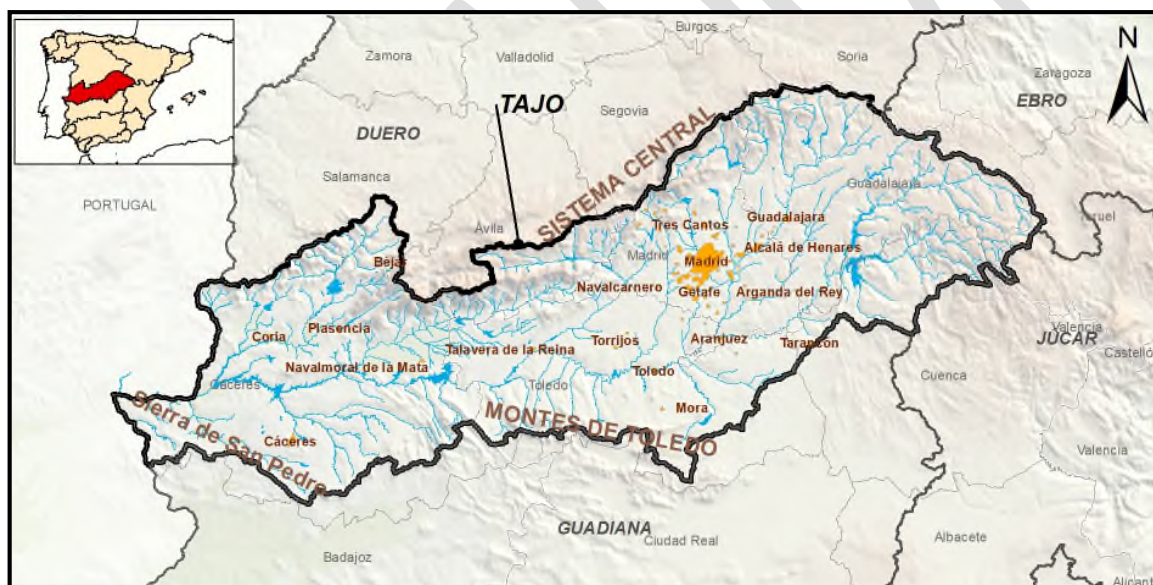 Burgos
Zamora
Valladolid
Soria
N
Zaragoza
TAJO
EBRO
Segovia
DUERO
SISTEMA CENTRAL
Salamanca
Guadalajara
PORTUGAL
Teruel
Ávila
Tres Cantos
Guadalajara
Alcalá de Henares
Béjar
Madrid
Madrid
Navalcarnero
Getafe
Arganda del Rey
Plasencia
Coria
Torrijos
Aranjuez
Tarancón
JÚCAR
Valencia
Talavera de la Reina
Castelló
Navalmoral de la Mata
Toledo
Cáceres
Toledo
Cuenca
Sierra de San Pedro
MONTES DE TOLEDO
Mora
Cáceres
Valencia
GUADIANA
Ciudad Real
Albacete
Badajoz
Alicant